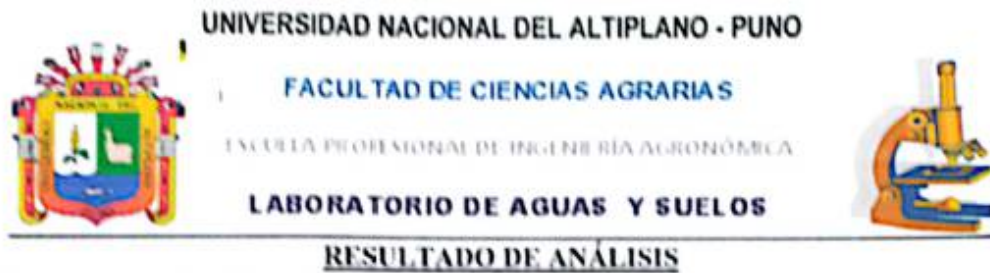 UNIVERSIDAD NACIONAL DEL ALTIPLANO - PUNO
FACULTAD DE CIENCIAS AGRARIAS
ESCUELA PROFESIONAL DE INGENIERÍA AGRONÓMICA
LABORATORIO DE AGUAS Y SUELOS
RESULTADO DE ANÁLISIS